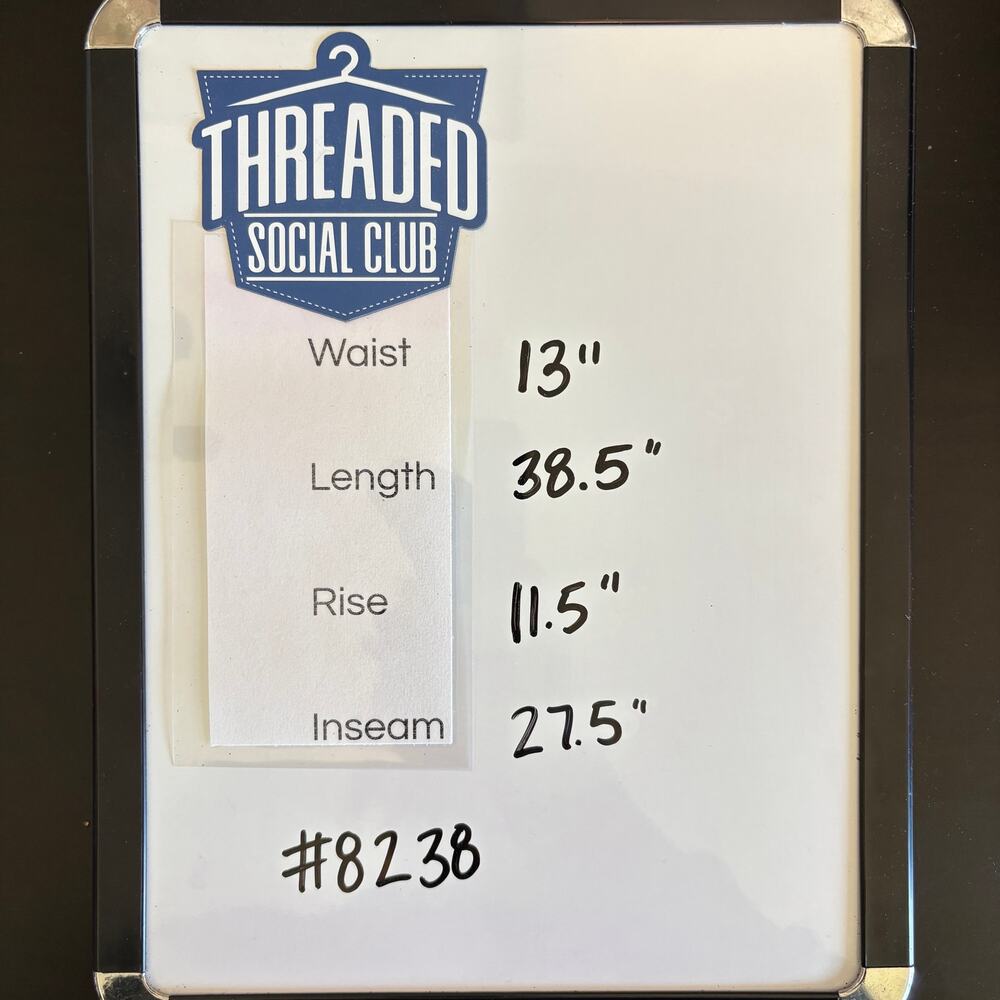 THREADED
SOCIAL CLUB
Waist 13"
Length 38.5"
Rise 11.5"
Inseam 27.5"
#8238